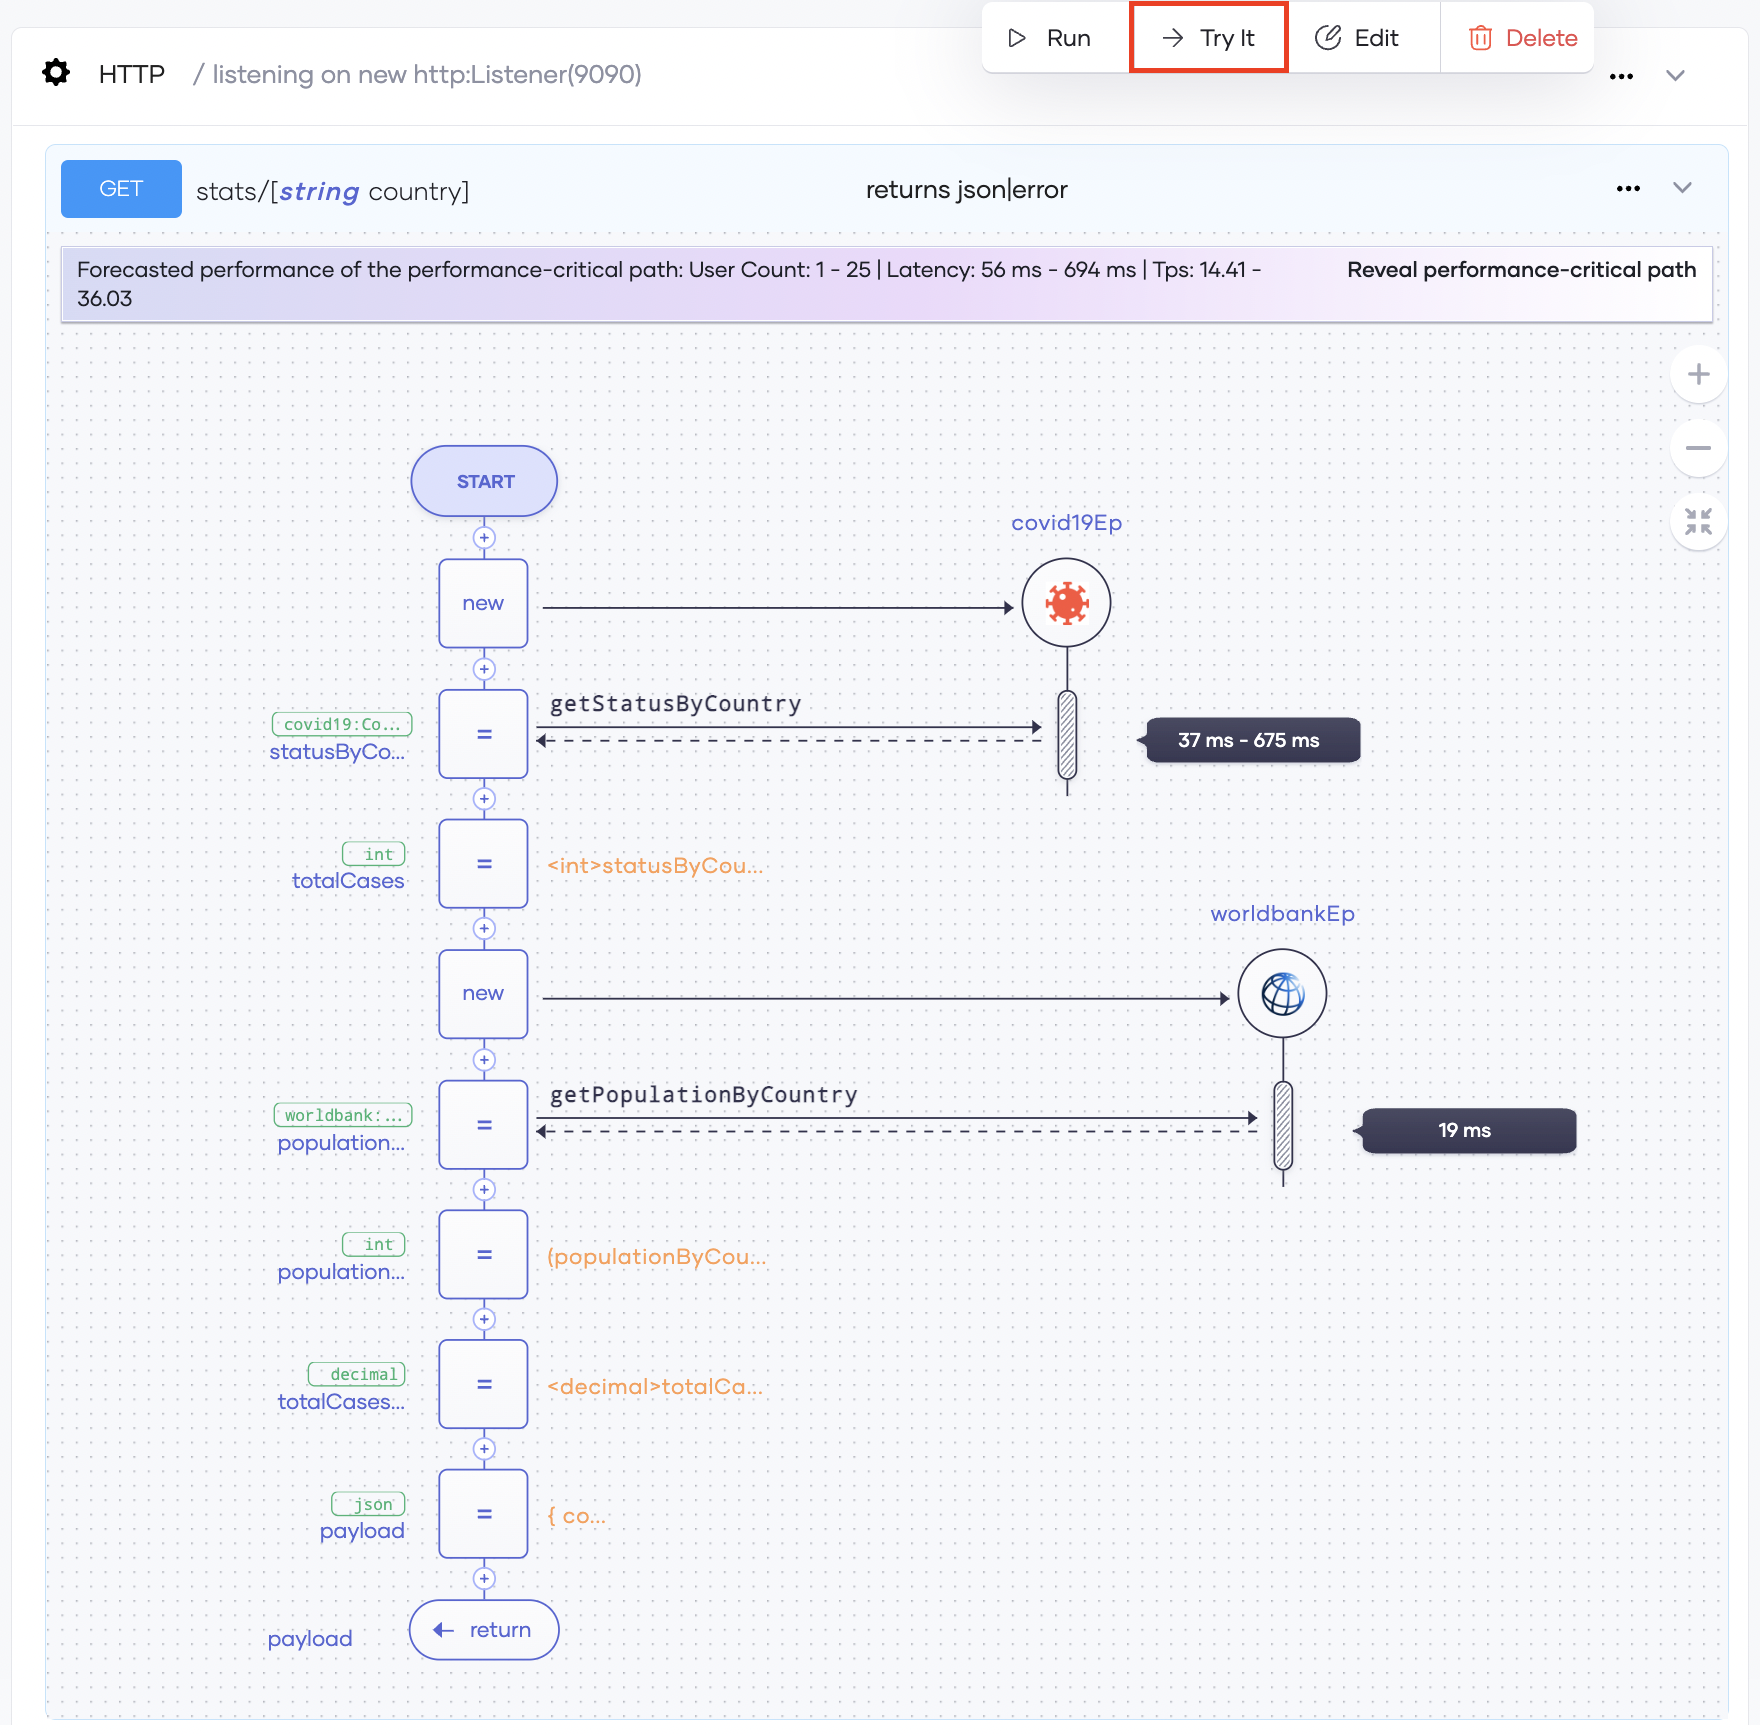 Run
Try It
Edit
Delete
HTTP / listening on new http:Listener(9090)
GET
stats/[string country]
returns json|error
Forecasted performance of the performance-critical path: User Count: 1 - 25 | Latency: 56 ms - 694 ms | Tps: 14.41 -
36.03
Reveal performance-critical path
START
covid19Ep
new
getStatusByCountry
covid19:Co...
statusByCo...
=
37 ms - 675 ms
int
totalCases
=
<int>statusByCou...
worldbankEp
new
getPopulationByCountry
worldbank:...
population...
=
19 ms
int
population...
=
(populationByCou...
decimal
totalCases...
=
<decimal>totalCa...
json
payload
=
{ co...
payload
return